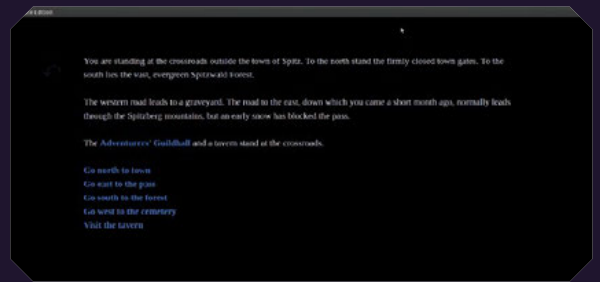 You are standing at the crossroads outside the town of Spitz. To the north stand the firmly closed town gates. To the
south lies the vast, evergreen Spitzwald Forest.
The western road leads to a graveyard. The road to the east, down which you came a short month ago, normally leads
through the Spitzberg mountains, but an early snow has blocked the pass.
The Adventurers' Guildhall and a tavern stand at the crossroads.
Go north to town
Go east to the pass
Go south to the forest
Go west to the cemetery
Visit the tavern